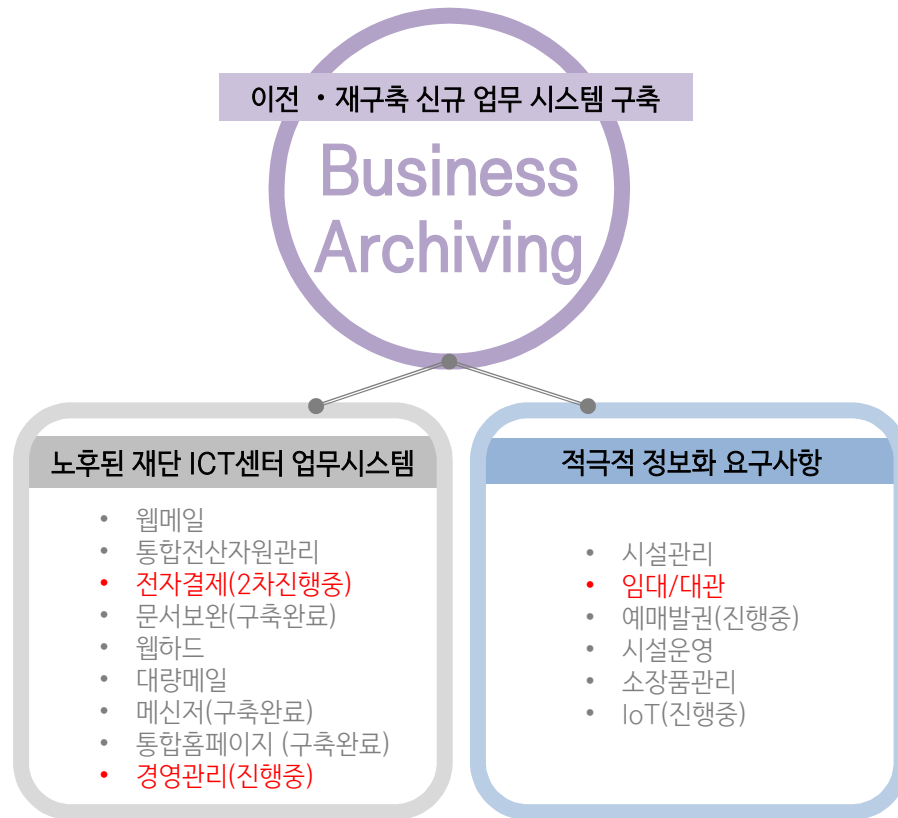 이전 • 재구축 신규 업무 시스템 구축
Business
Archiving
노후된 재단 ICT센터 업무시스템
• 웹메일
• 통합전산자원관리
• 전자결제(2차진행중)
• 문서보완(구축완료)
• 웹하드
• 대량메일
• 메신저(구축완료)
• 통합홈페이지 (구축완료)
• 경영관리(진행중)
적극적 정보화 요구사항
• 시설관리
• 임대/대관
• 예매발권(진행중)
• 시설운영
• 소장품관리
• IoT(진행중)